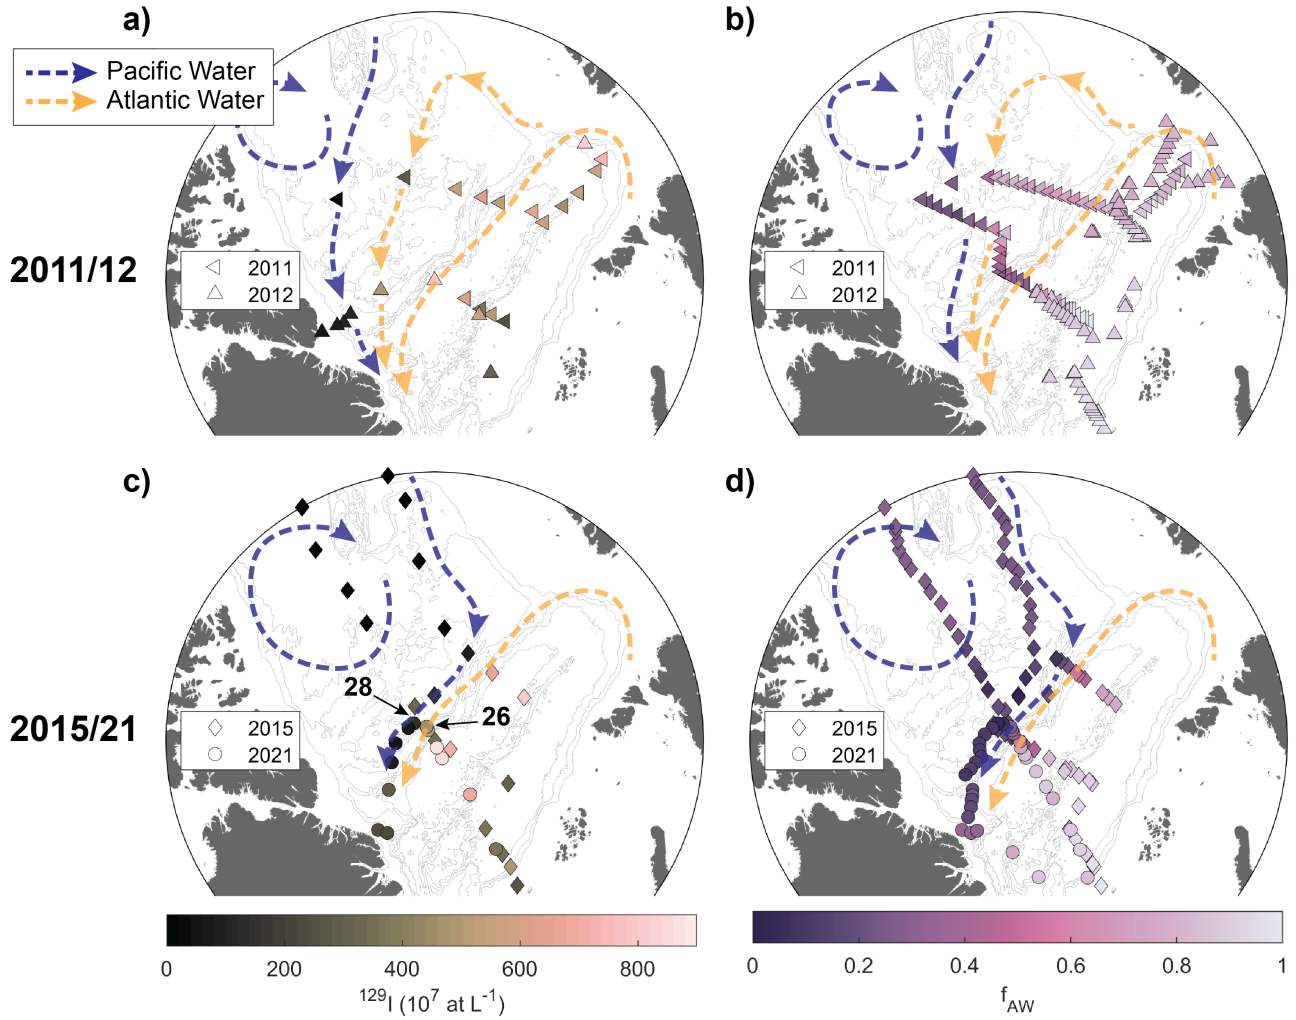 a)
b)
Pacific Water
Atlantic Water
2011/12
2011
2012
2011
2012
c)
d)
28
26
2015/21
2015
2021
2015
2021
0 200 400 600 800
¹²⁹I (10⁷ at L⁻¹)
0 0.2 0.4 0.6 0.8 1
f_AW